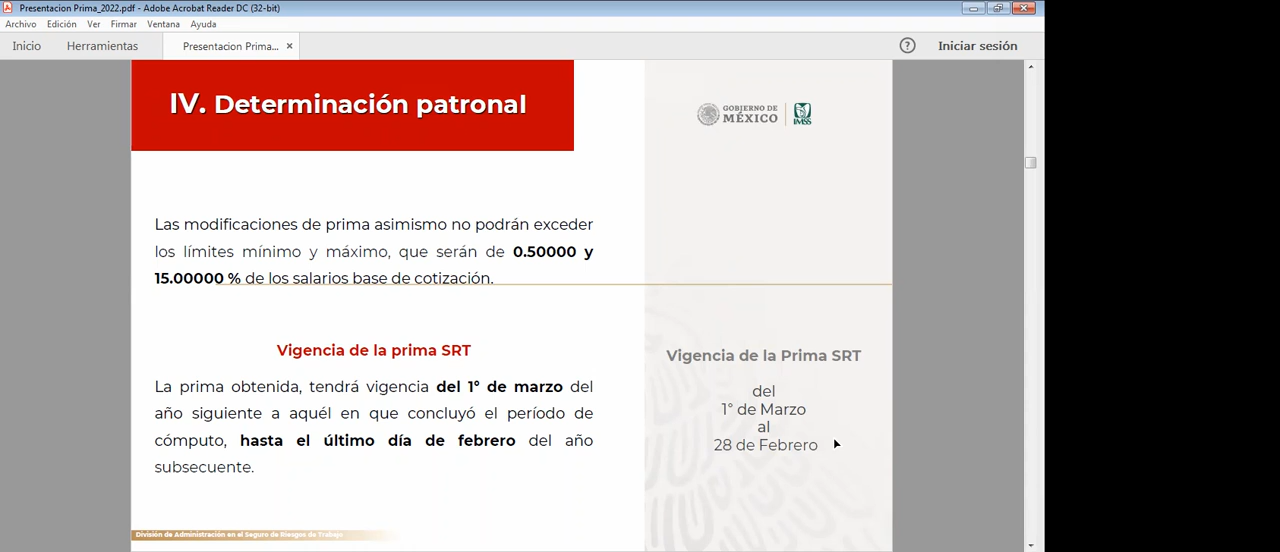 Presentacion Prima_2022.pdf - Adobe Acrobat Reader DC (32-bit)
Archivo Edición Ver Firmar Ventana Ayuda
Inicio Herramientas Presentacion Prima... × ? Iniciar sesión
IV. Determinación patronal
GOBIERNO DE
MÉXICO
IMSS
Las modificaciones de prima asimismo no podrán exceder
los límites mínimo y máximo, que serán de 0.50000 y
15.00000 % de los salarios base de cotización.
Vigencia de la prima SRT
La prima obtenida, tendrá vigencia del 1° de marzo del
año siguiente a aquél en que concluyó el período de
cómputo, hasta el último día de febrero del año
subsecuente.
Vigencia de la Prima SRT
del
1° de Marzo
al
28 de Febrero
División de Administración en el Seguro de Riesgos de Trabajo